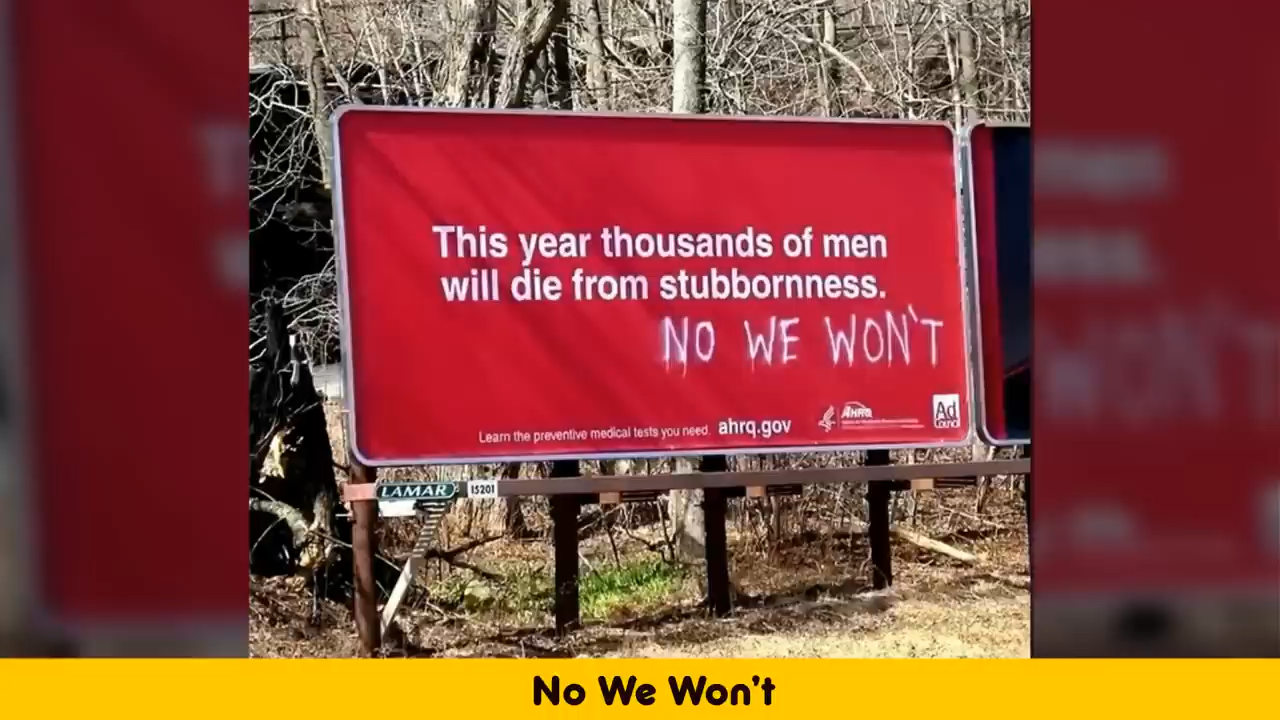 This year thousands of men
will die from stubbornness.
NO WE WON'T
Learn the preventive medical tests you need. ahrq.gov
AHRQ
Ad
Council
LAMAR
15201
No We Won't